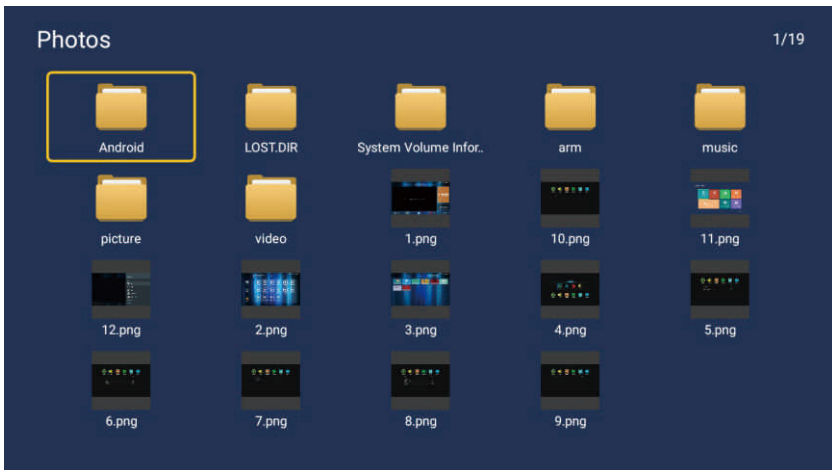 Photos 1/19
Android LOST.DIR System Volume Infor.. arm music
picture video 1.png 10.png 11.png
12.png 2.png 3.png 4.png 5.png
6.png 7.png 8.png 9.png